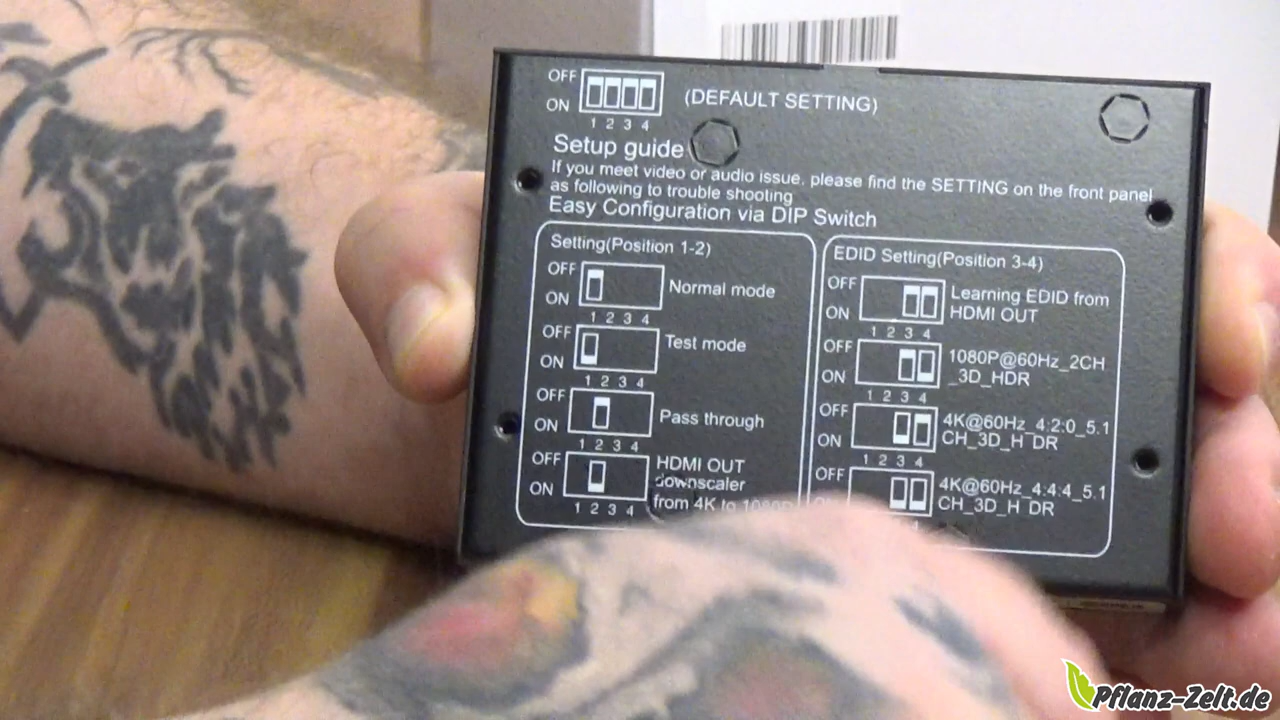 OFF
ON
1 2 3 4
(DEFAULT SETTING)
Setup guide
If you meet video or audio issue, please find the SETTING on the front panel
as following to trouble shooting
Easy Configuration via DIP Switch
Setting(Position 1-2)
OFF
ON
1 2 3 4
Normal mode
OFF
ON
1 2 3 4
Test mode
OFF
ON
1 2 3 4
Pass through
OFF
ON
1 2 3 4
HDMI OUT
downscaler
from 4K to 1080P
EDID Setting(Position 3-4)
OFF
ON
1 2 3 4
Learning EDID from
HDMI OUT
OFF
ON
1 2 3 4
1080P@60Hz_2CH
_3D_HDR
OFF
ON
1 2 3 4
4K@60Hz_4:2:0_5.1
CH_3D_H DR
OFF
4K@60Hz_4:4:4_5.1
CH_3D_H DR
Pflanz-Zelt.de